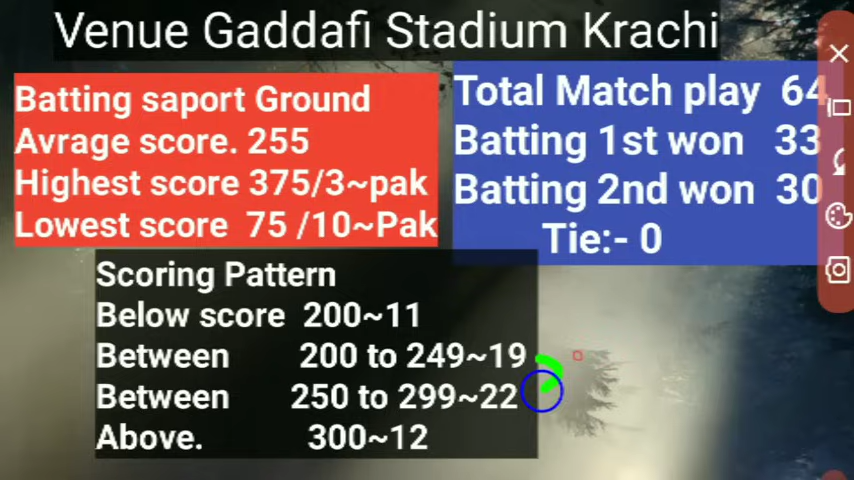 Venue Gaddafi Stadium Krachi
Batting saport Ground
Avrage score. 255
Highest score 375/3~pak
Lowest score 75 /10~Pak
Total Match play 64
Batting 1st won 33
Batting 2nd won 30
Tie:- 0
Scoring Pattern
Below score 200~11
Between 200 to 249~19
Between 250 to 299~22
Above. 300~12